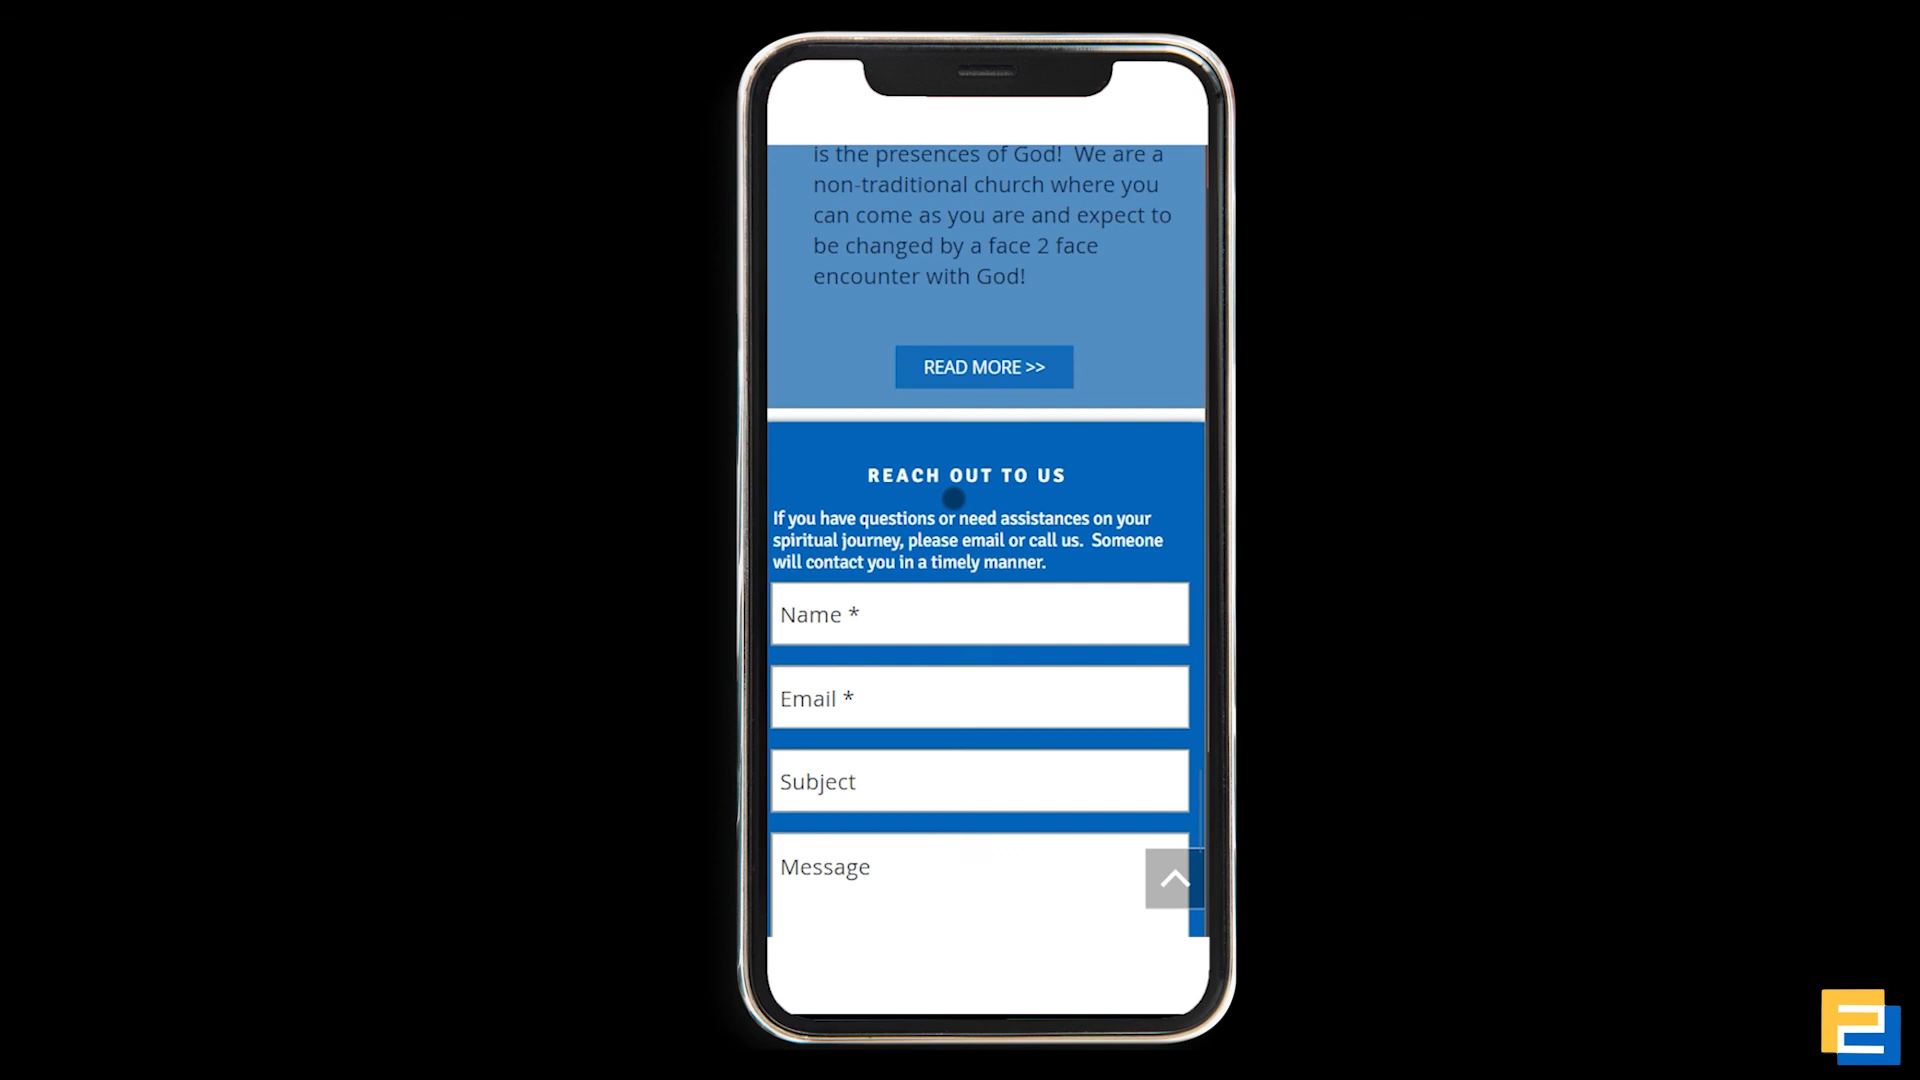 is the presences of God!  We are a
non-traditional church where you
can come as you are and expect to
be changed by a face 2 face
encounter with God!
READ MORE >>
REACH OUT TO US
If you have questions or need assistances on your
spiritual journey, please email or call us.  Someone
will contact you in a timely manner.
Name *
Email *
Subject
Message